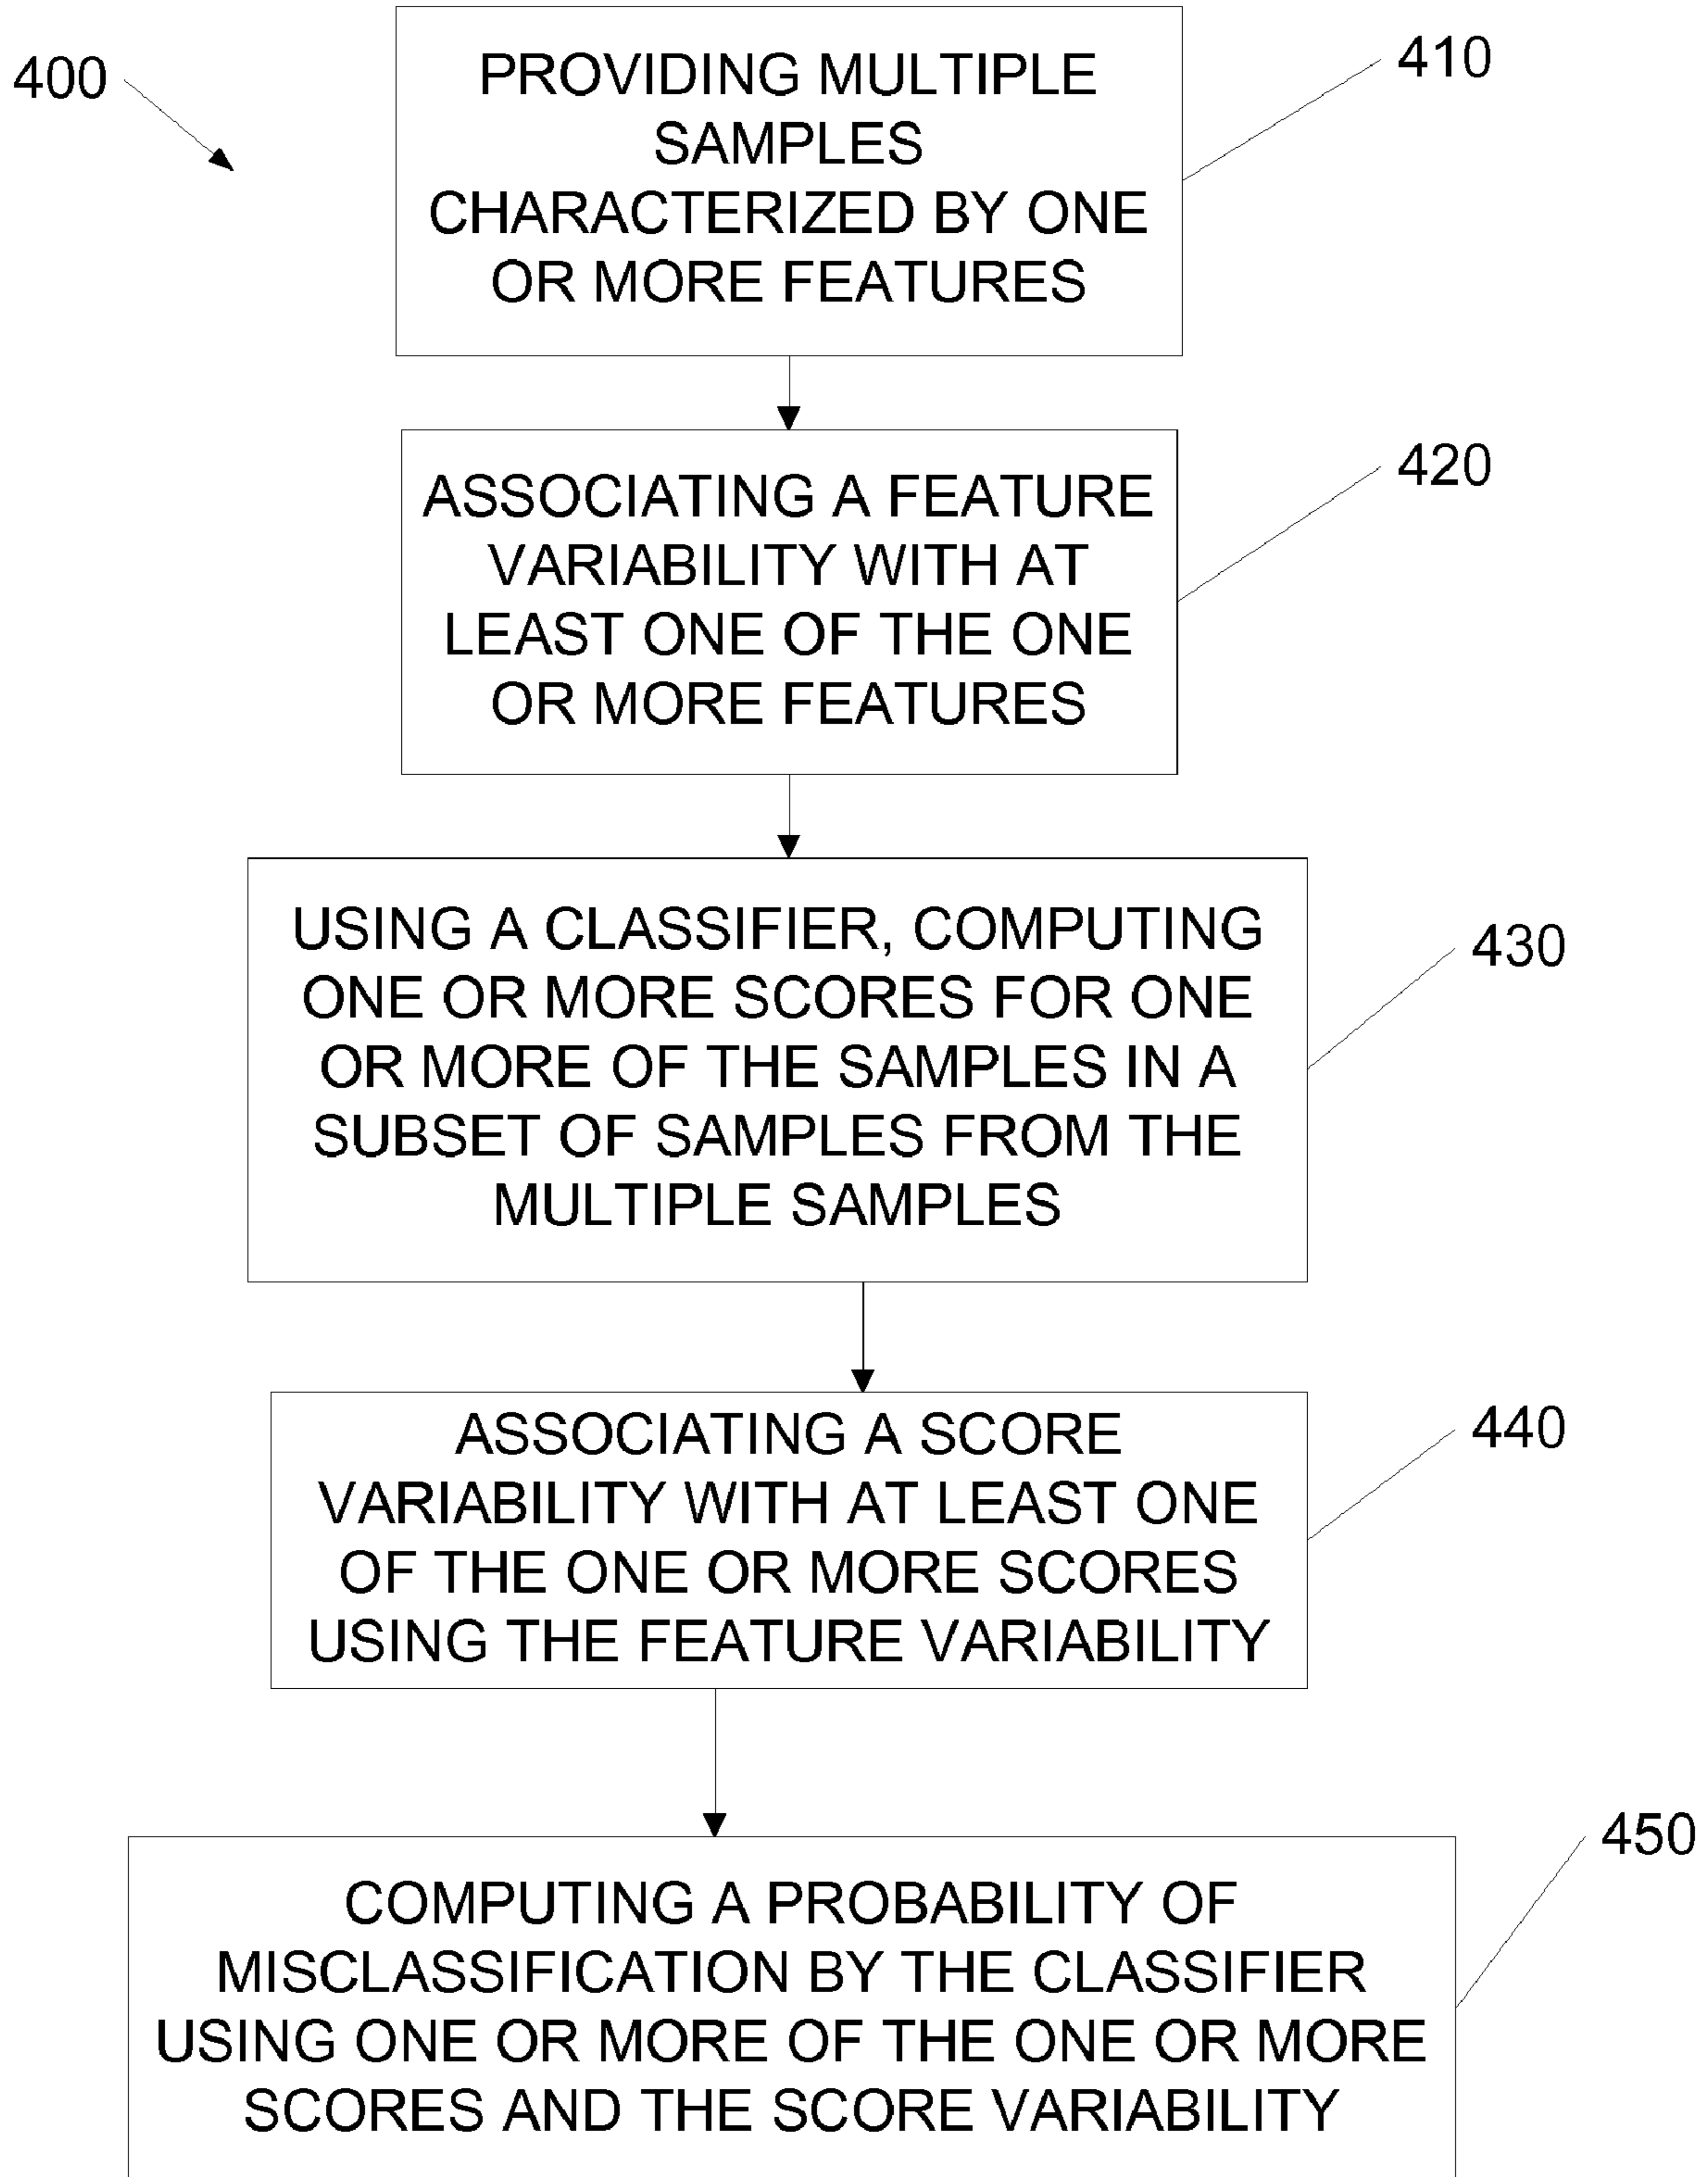 400
PROVIDING MULTIPLE
SAMPLES
CHARACTERIZED BY ONE
OR MORE FEATURES
410
ASSOCIATING A FEATURE
VARIABILITY WITH AT
LEAST ONE OF THE ONE
OR MORE FEATURES
420
USING A CLASSIFIER, COMPUTING
ONE OR MORE SCORES FOR ONE
OR MORE OF THE SAMPLES IN A
SUBSET OF SAMPLES FROM THE
MULTIPLE SAMPLES
430
ASSOCIATING A SCORE
VARIABILITY WITH AT LEAST ONE
OF THE ONE OR MORE SCORES
USING THE FEATURE VARIABILITY
440
COMPUTING A PROBABILITY OF
MISCLASSIFICATION BY THE CLASSIFIER
USING ONE OR MORE OF THE ONE OR MORE
SCORES AND THE SCORE VARIABILITY
450